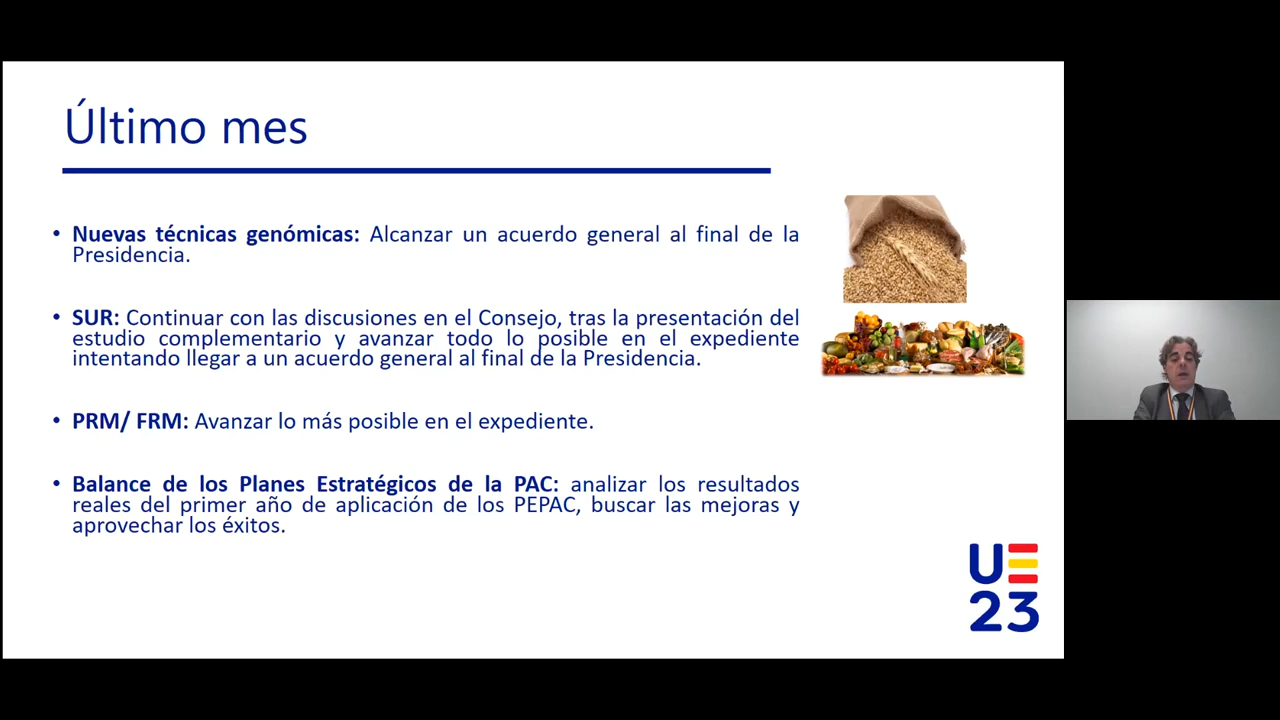 Último mes
• Nuevas técnicas genómicas: Alcanzar un acuerdo general al final de la
Presidencia.
• SUR: Continuar con las discusiones en el Consejo, tras la presentación del
estudio complementario y avanzar todo lo posible en el expediente
intentando llegar a un acuerdo general al final de la Presidencia.
• PRM/ FRM: Avanzar lo más posible en el expediente.
• Balance de los Planes Estratégicos de la PAC: analizar los resultados
reales del primer año de aplicación de los PEPAC, buscar las mejoras y
aprovechar los éxitos.
UE
23